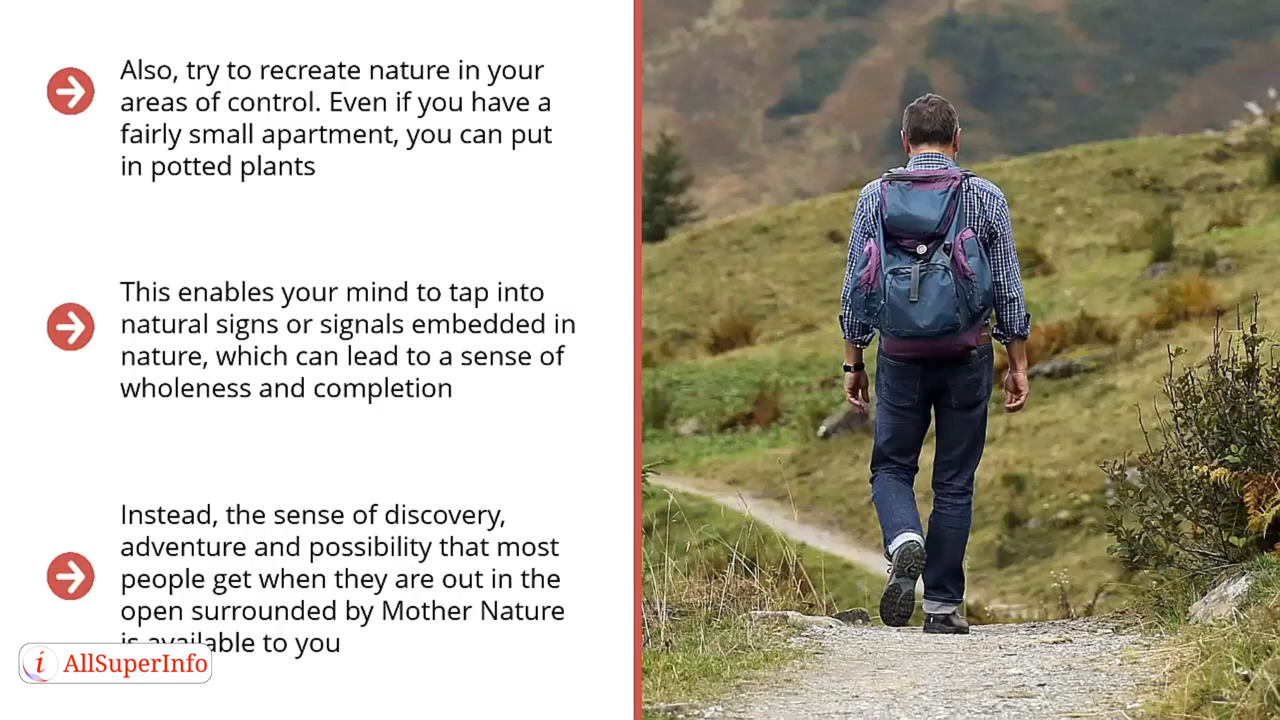 Also, try to recreate nature in your
areas of control. Even if you have a
fairly small apartment, you can put
in potted plants
This enables your mind to tap into
natural signs or signals embedded in
nature, which can lead to a sense of
wholeness and completion
Instead, the sense of discovery,
adventure and possibility that most
people get when they are out in the
open surrounded by Mother Nature
is available to you
i AllSuperInfo